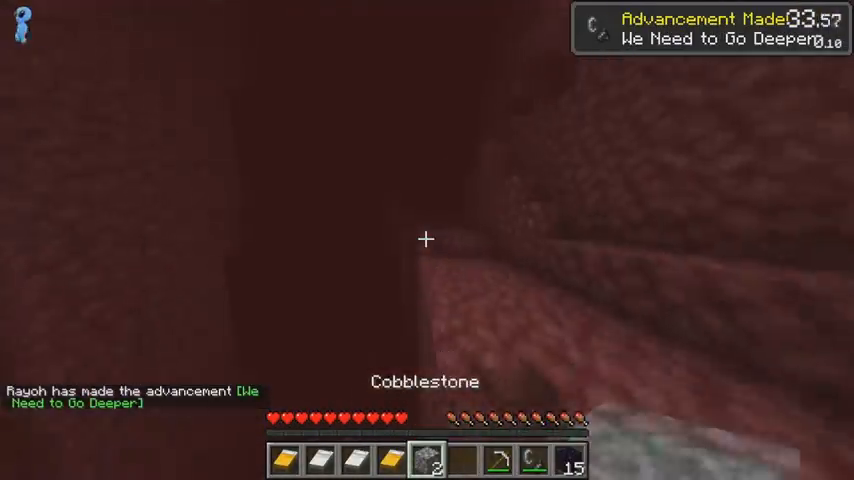 Advancement Made
33.57
We Need to Go Deeper
0.10
Rayoh has made the advancement [We
Need to Go Deeper]
Cobblestone
2
15